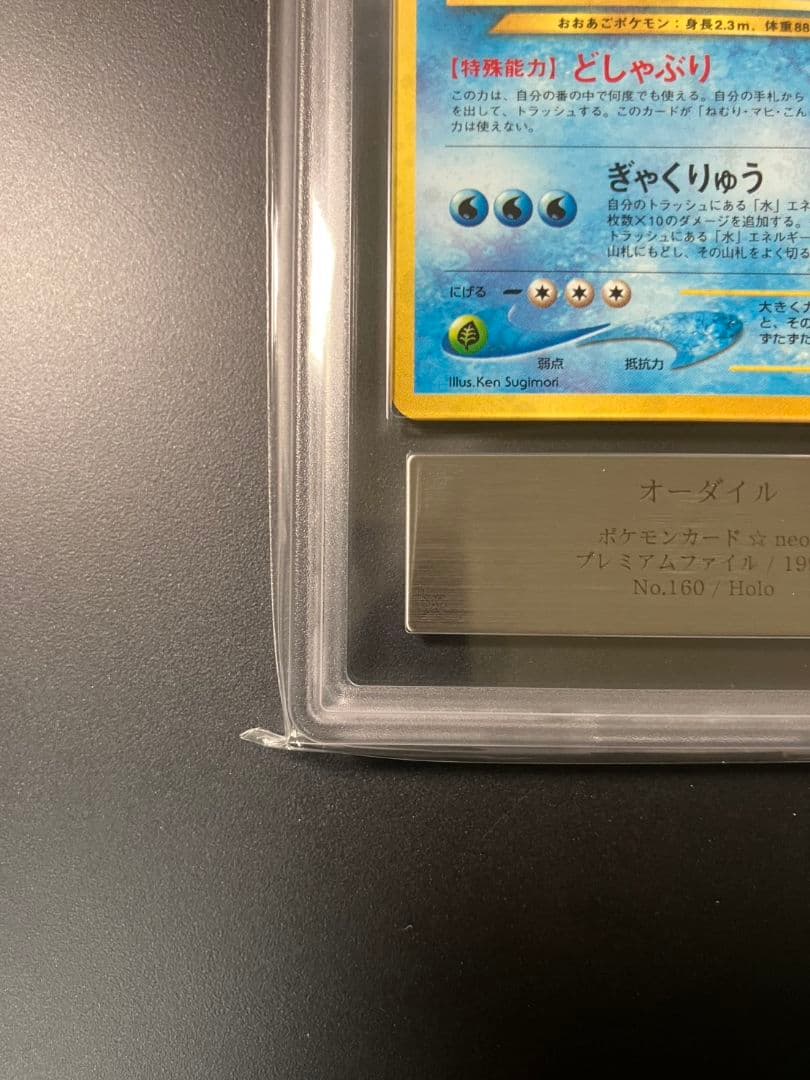 おおあごポケモン：身長2.3m、体重88
【特殊能力】どしゃぶり
この力は、自分の番の中で何度でも使える。自分の手札から
を出して、トラッシュする。このカードが「ねむり・マヒ・こん
力は使えない。
ぎゃくりゅう
自分のトラッシュにある「水」エネ
枚数×10のダメージを追加する。
トラッシュにある「水」エネルギー
山札にもどし、その山札をよく切る
にげる
大きく力
と、その
ずたずた
弱点
抵抗力
Illus.Ken Sugimori
オーダイル
ポケモンカード☆neo
プレミアムファイル / 19
No.160 / Holo